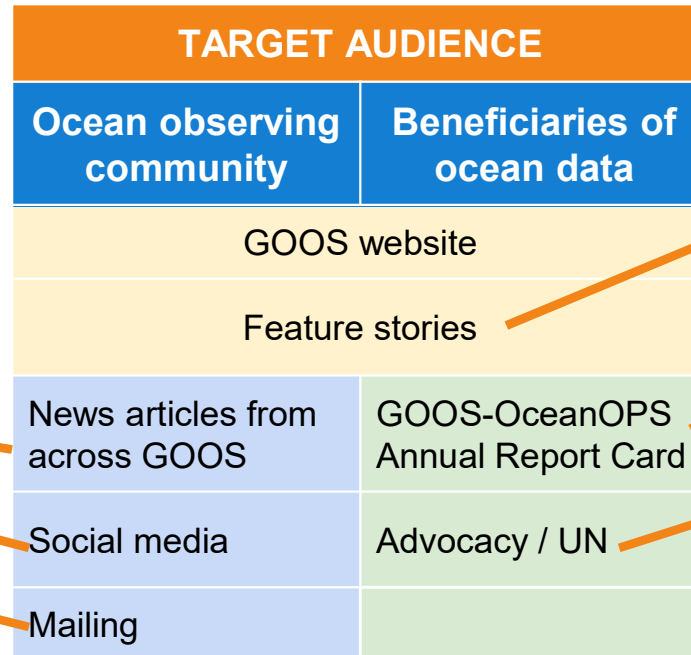 TARGET AUDIENCE
Ocean observing
community
Beneficiaries of
ocean data
GOOS website
Feature stories
News articles from
across GOOS
GOOS-OceanOPS
Annual Report Card
Social media
Advocacy / UN
Mailing